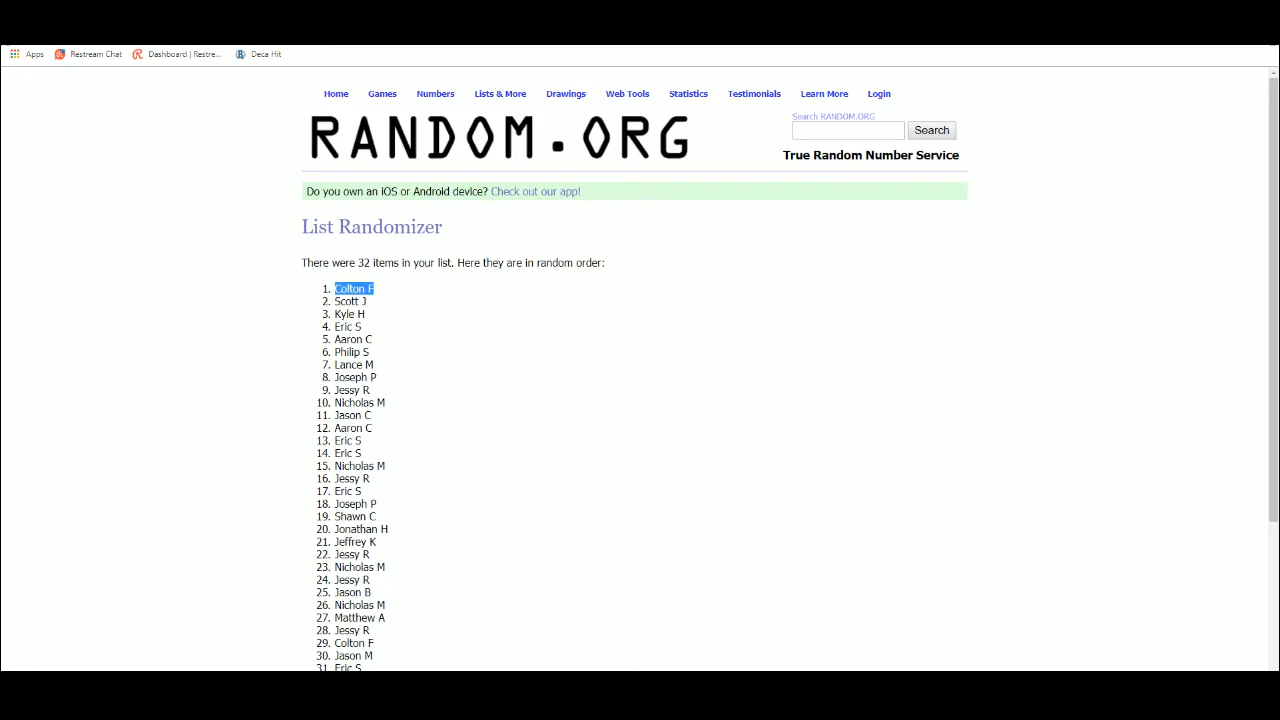 Apps Restream Chat Dashboard | Restre... Deca Hit
Home Games Numbers Lists & More Drawings Web Tools Statistics Testimonials Learn More Login
RANDOM.ORG
Search RANDOM.ORG
Search
True Random Number Service
Do you own an iOS or Android device? Check out our app!
List Randomizer
There were 32 items in your list. Here they are in random order:
1. Colton F
2. Scott J
3. Kyle H
4. Eric S
5. Aaron C
6. Philip S
7. Lance M
8. Joseph P
9. Jessy R
10. Nicholas M
11. Jason C
12. Aaron C
13. Eric S
14. Eric S
15. Nicholas M
16. Jessy R
17. Eric S
18. Joseph P
19. Shawn C
20. Jonathan H
21. Jeffrey K
22. Jessy R
23. Nicholas M
24. Jessy R
25. Jason B
26. Nicholas M
27. Matthew A
28. Jessy R
29. Colton F
30. Jason M
31. Eric S